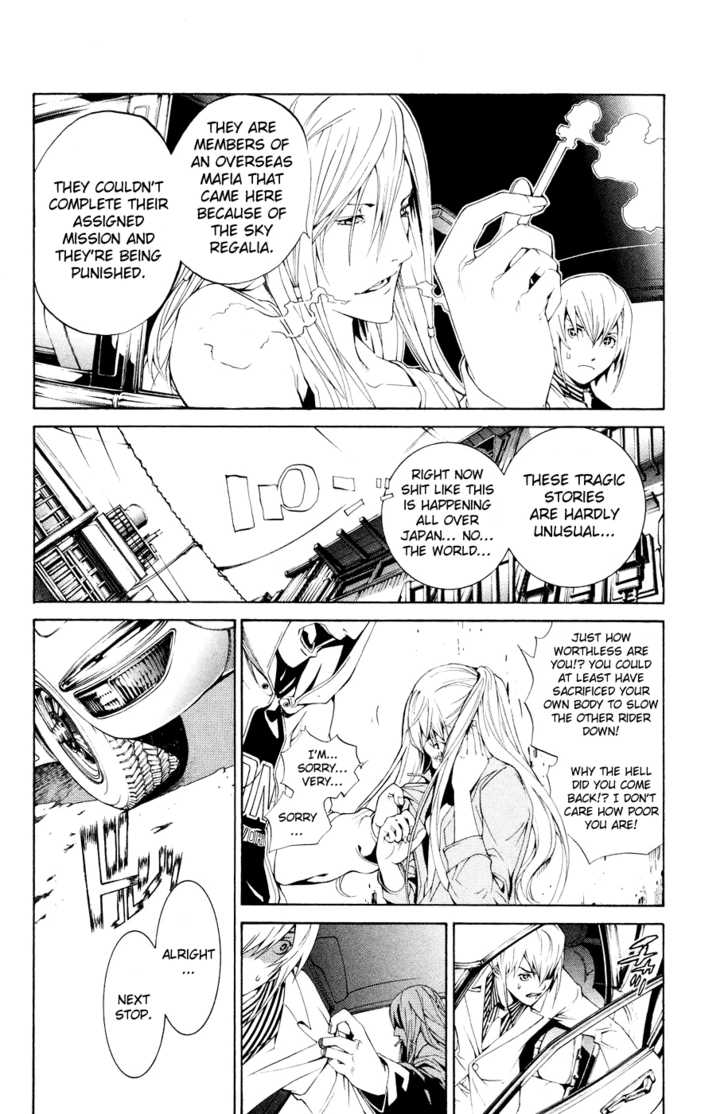 THEY ARE
MEMBERS OF
AN OVERSEAS
MAFIA THAT
CAME HERE
BECAUSE OF
THE SKY
REGALIA.
THEY COULDN'T
COMPLETE THEIR
ASSIGNED
MISSION AND
THEY'RE BEING
PUNISHED.
THESE TRAGIC
STORIES
ARE HARDLY
UNUSUAL...
RIGHT NOW
SHIT LIKE THIS
IS HAPPENING
ALL OVER
JAPAN... NO...
THE WORLD...
JUST HOW
WORTHLESS ARE
YOU!? YOU COULD
AT LEAST HAVE
SACRIFICED YOUR
OWN BODY TO SLOW
THE OTHER RIDER
DOWN!
WHY THE HELL
DID YOU COME
BACK!? I DON'T
CARE HOW POOR
YOU ARE!
I'M...
SORRY...
VERY...
SORRY
...
ALRIGHT
...
NEXT
STOP.